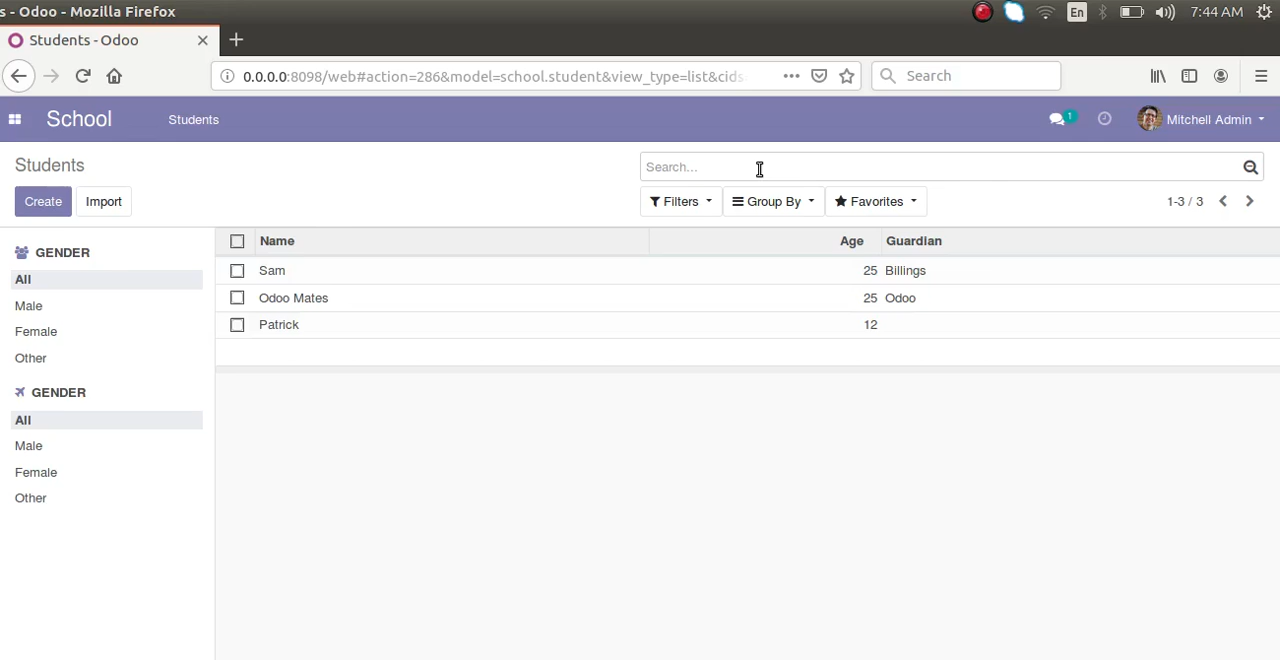 s - Odoo - Mozilla Firefox
En
7:44 AM
Students - Odoo
0.0.0.0:8098/web#action=286&model=school.student&view_type=list&cids
Search
School
Students
1
Mitchell Admin
Students
Search...
Create
Import
Filters
Group By
Favorites
1-3 / 3
GENDER
All
Male
Female
Other
GENDER
All
Male
Female
Other
Name Age Guardian
Sam 25 Billings
Odoo Mates 25 Odoo
Patrick 12